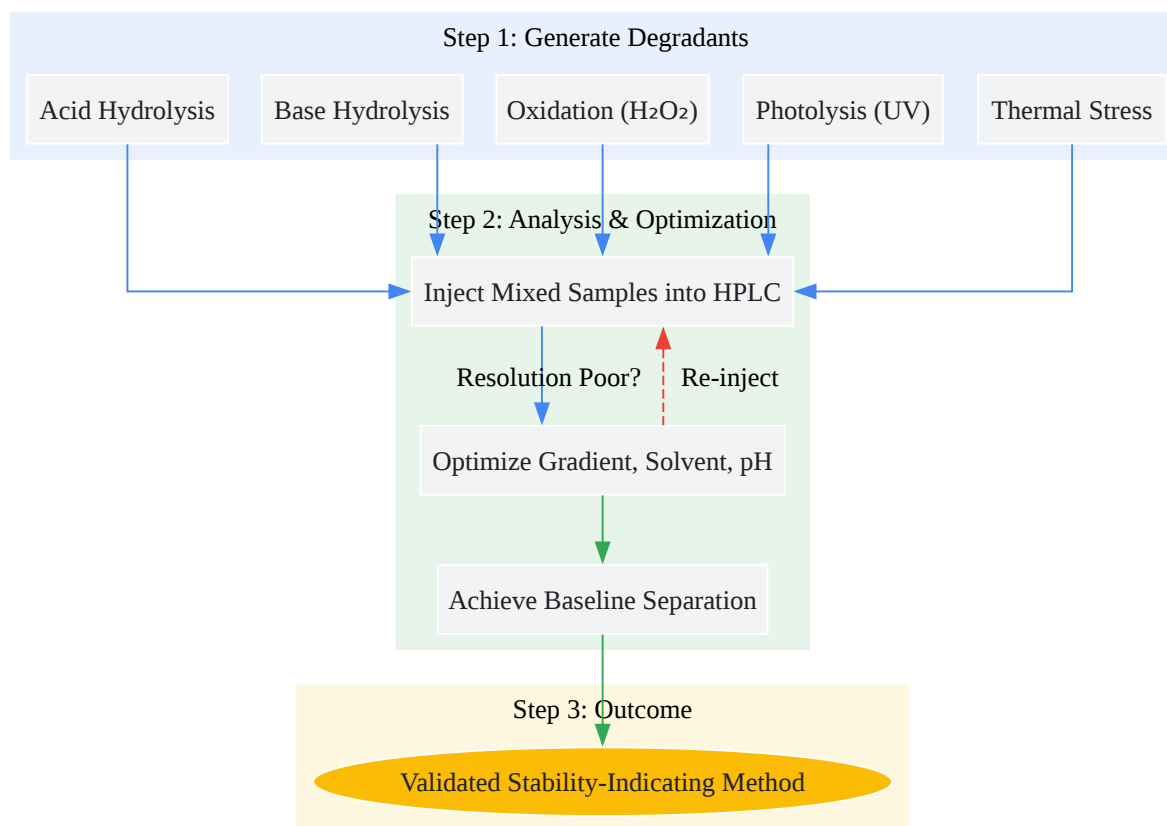 Step 1: Generate Degradants
Acid Hydrolysis
Base Hydrolysis
Oxidation (H₂O₂)
Photolysis (UV)
Thermal Stress
Step 2: Analysis & Optimization
Inject Mixed Samples into HPLC
Resolution Poor?
Re-inject
Optimize Gradient, Solvent, pH
Achieve Baseline Separation
Step 3: Outcome
Validated Stability-Indicating Method